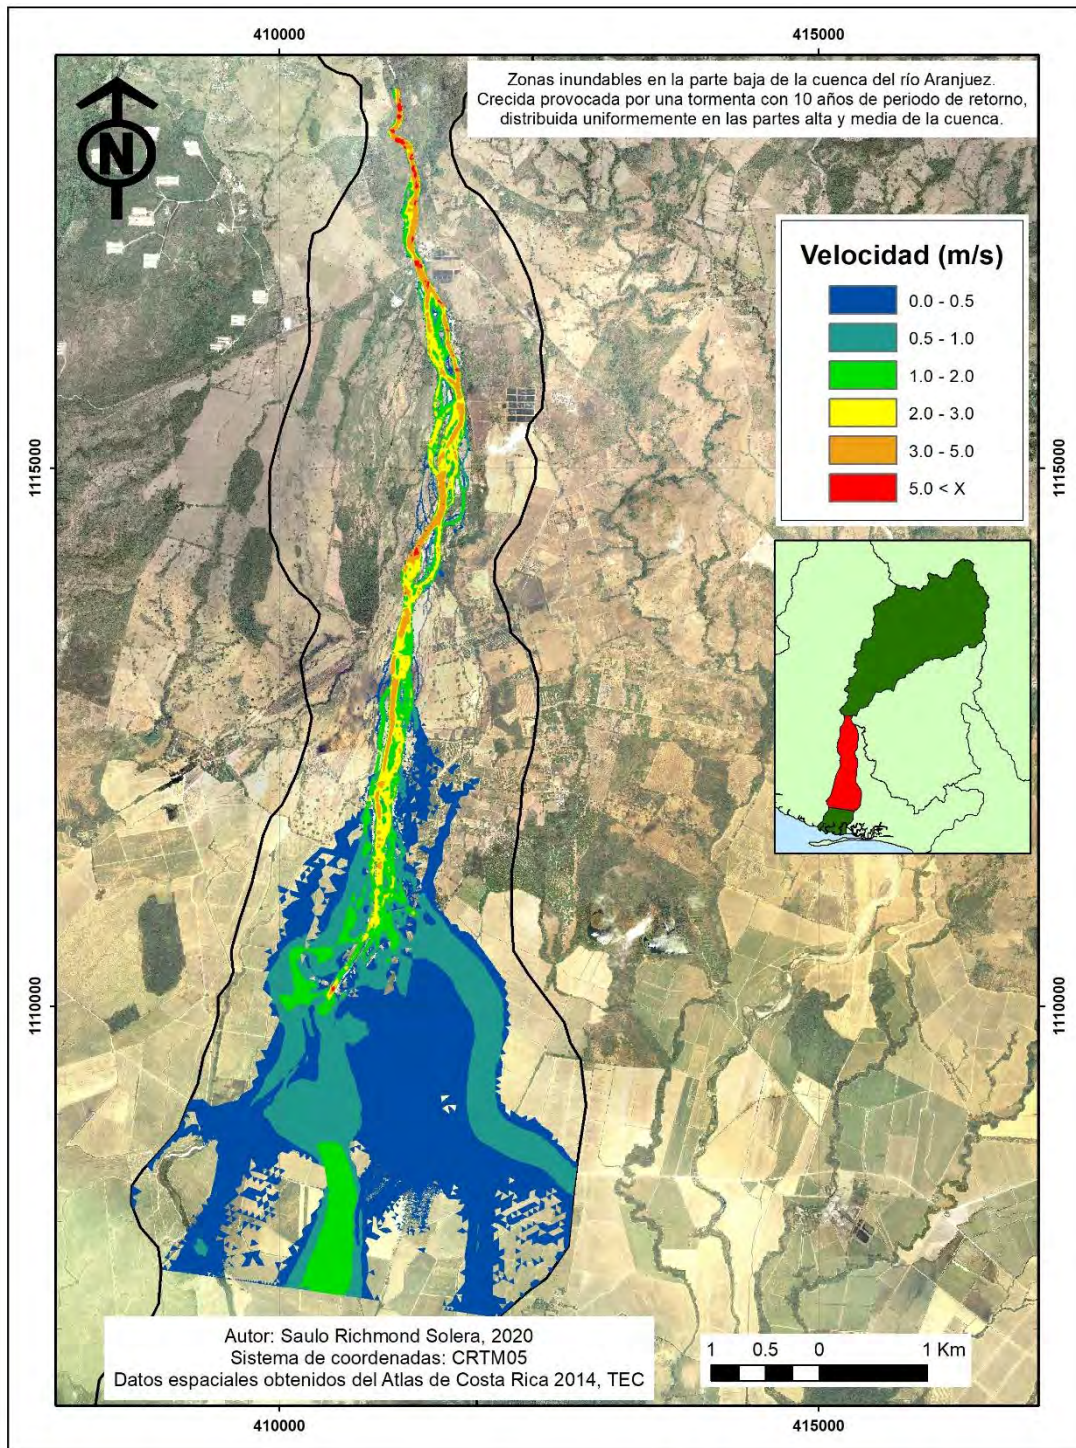 410000
415000
Zonas inundables en la parte baja de la cuenca del río Aranjuez.
Crecida provocada por una tormenta con 10 años de periodo de retorno,
distribuida uniformemente en las partes alta y media de la cuenca.
N
Velocidad (m/s)
0.0 - 0.5
0.5 - 1.0
1.0 - 2.0
2.0 - 3.0
3.0 - 5.0
5.0 < X
1115000
1115000
1110000
1110000
Autor: Saulo Richmond Solera, 2020
Sistema de coordenadas: CRTM05
Datos espaciales obtenidos del Atlas de Costa Rica 2014, TEC
1 0.5 0 1 Km
410000
415000